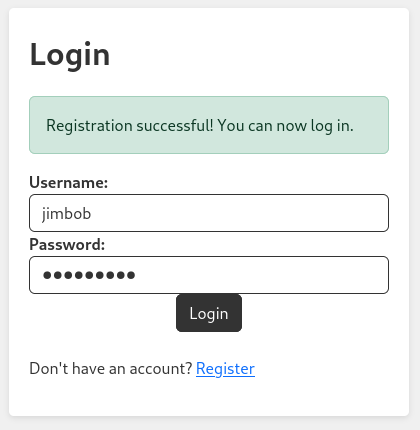 Login
Registration successful! You can now log in.
Username:
jimbob
Password:
●●●●●●●●●
Login
Don't have an account? Register